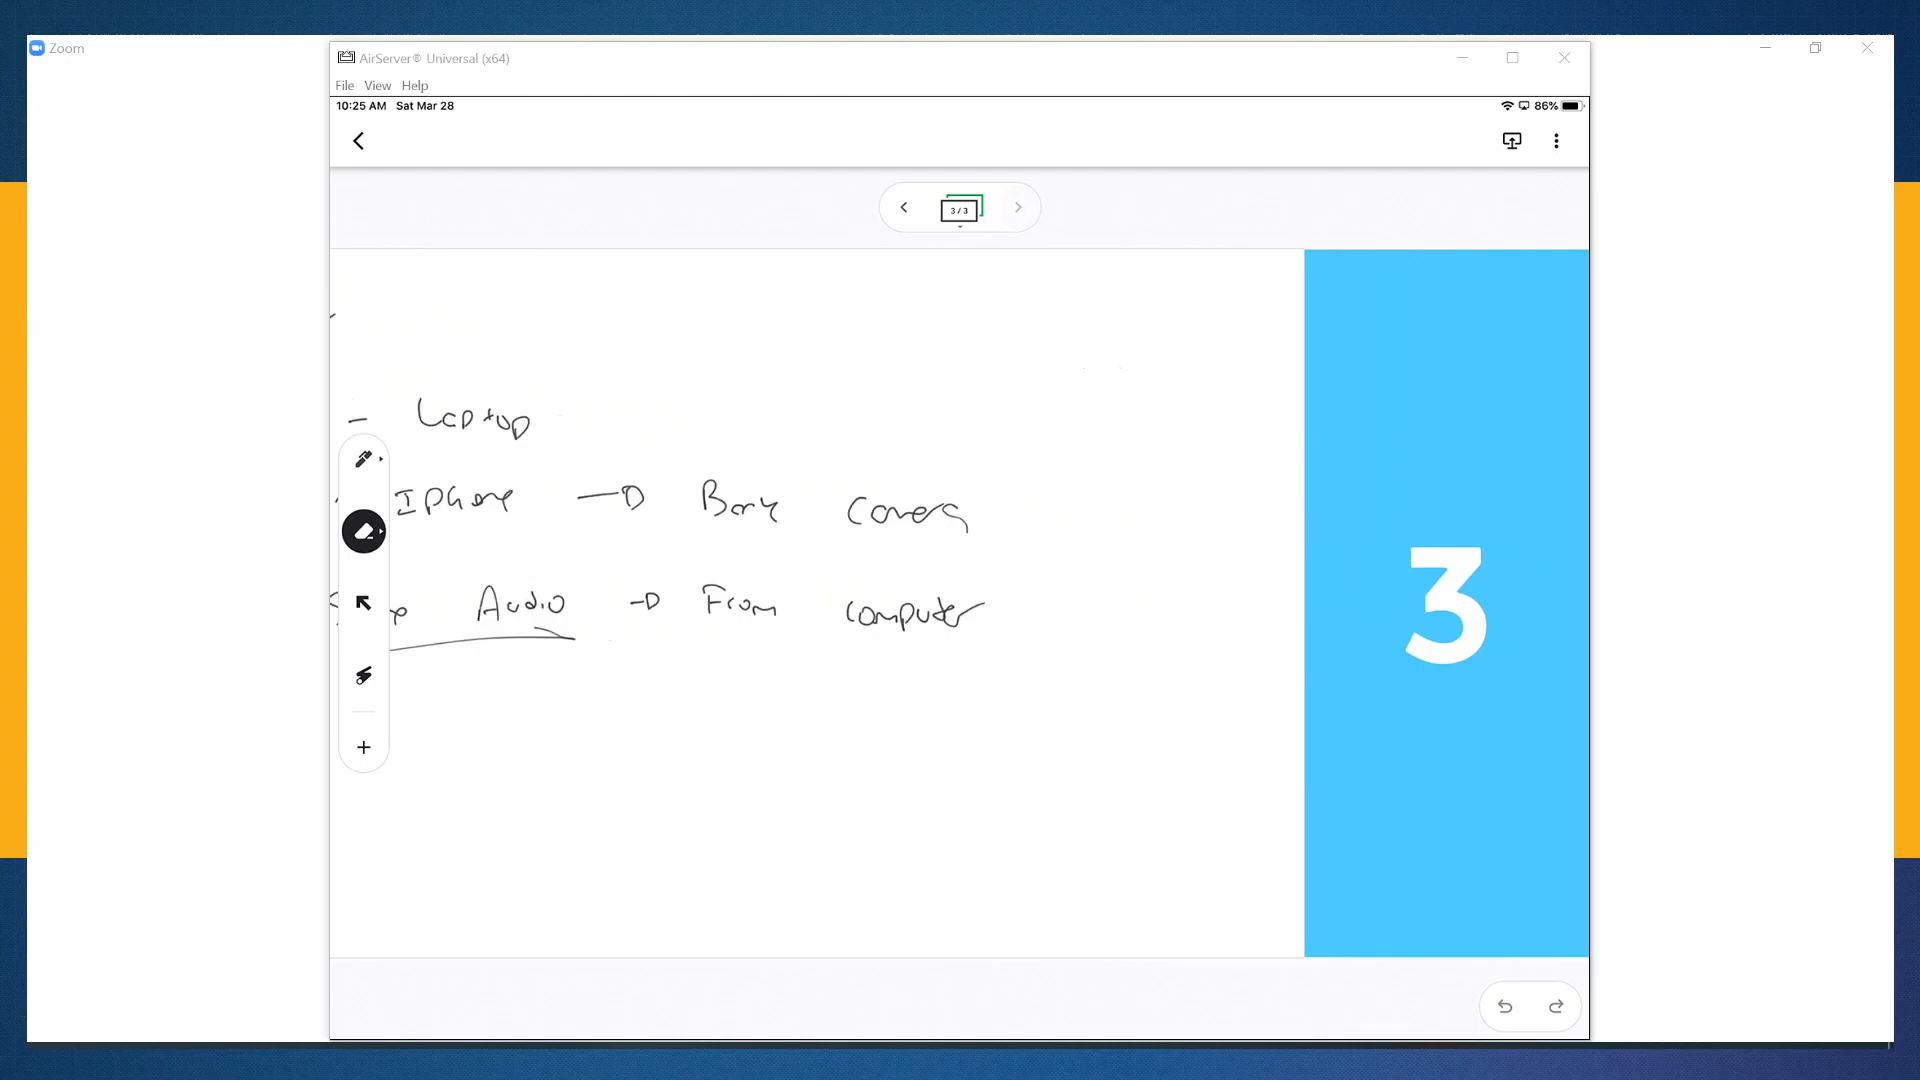 Zoom
AirServer® Universal (x64)
File View Help
10:25 AM Sat Mar 28 86%
3 / 3
- Laptop
IPhone → Back Camera
Audio → From computer
3